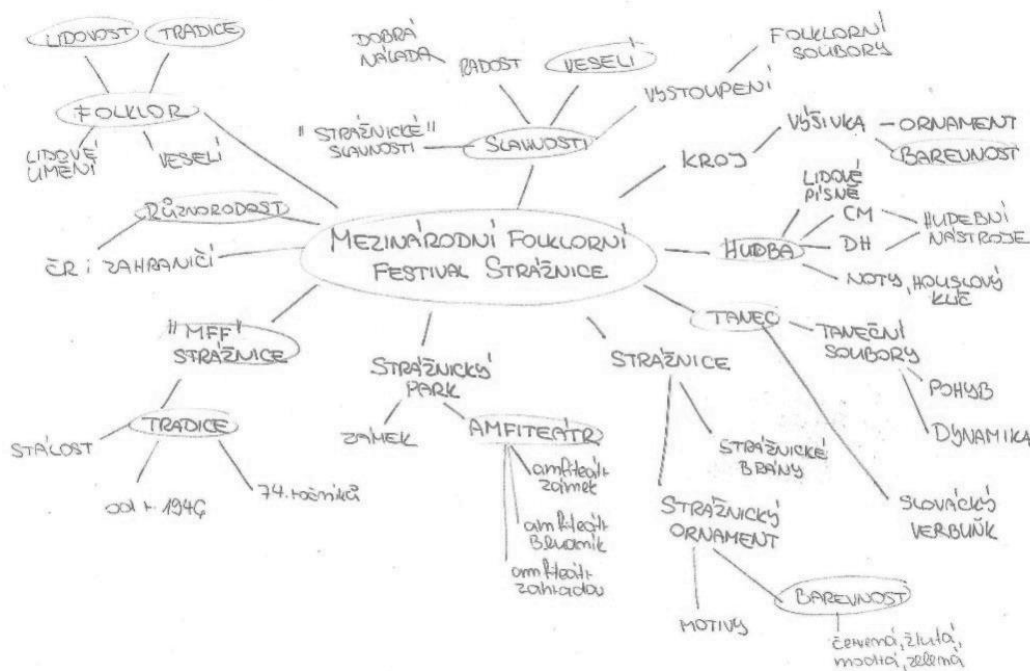 LIDOVOST
TRADICE
FOLKLOR
LIDOVÉ
UMĚNÍ
VESELÍ
DOBRÁ
NÁLADA
RADOST
VESELÍ
"STRÁŽNICKÉ"
SLAVNOSTI
SLAVNOSTI
VYSTOUPENÍ
FOLKLORNÍ
SOUBORY
KROJ
VÝŠIVKA
ORNAMENT
BAREVNOST
RŮZNORODOST
ČR i ZAHRANIČÍ
MEZINÁRODNÍ FOLKLORNÍ
FESTIVAL STRÁŽNICE
HUDBA
LIDOVÉ
PÍSNĚ
CM
DH
HUDEBNÍ
NÁSTROJE
NOTY, HOUSLOVÝ
KLÍČ
"MFF"
STRÁŽNICE
TRADICE
STÁLOST
od r. 1946
74. ročníků
STRÁŽNICKÝ
PARK
ZÁMEK
AMFITEÁTR
amfiteátr
zámek
amfiteátr
amfiteátr
zahradou
STRÁŽNICE
STRÁŽNICKÉ
BRÁNY
STRÁŽNICKÝ
ORNAMENT
MOTIVY
BAREVNOST
červená, žlutá,
modrá, zelená
TANEC
TANEČNÍ
SOUBORY
POHYB
DYNAMIKA
SLOVÁCKÝ
VERBUŇK